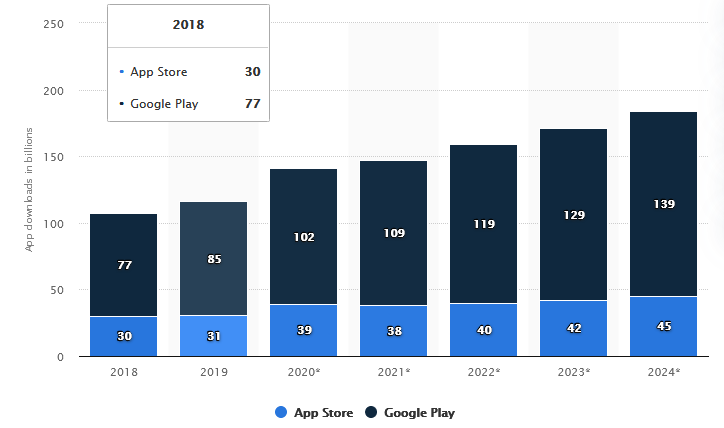 2018
App Store 30
Google Play 77
App downloads in billions
250
200
150
100
50
0
77 85 102 109 119 129 139
30 31 39 38 40 42 45
2018 2019 2020* 2021* 2022* 2023* 2024*
App Store Google Play